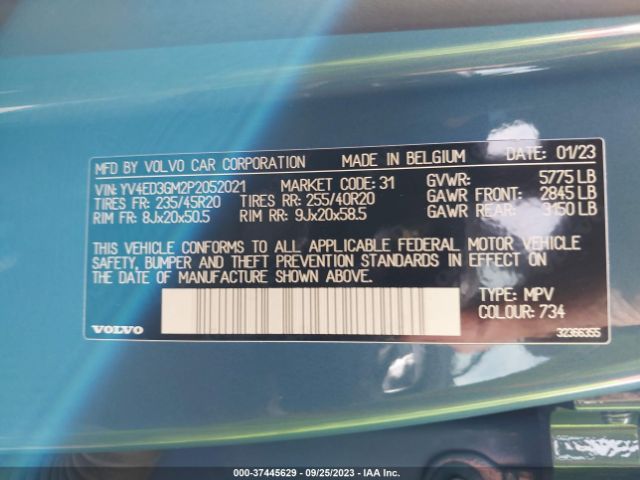 MFD BY VOLVO CAR CORPORATION MADE IN BELGIUM DATE: 01/23
VIN: YV4ED3GM2P2052021 MARKET CODE: 31 GVWR: 5775 LB
TIRES FR: 235/45R20 TIRES RR: 255/40R20 GAWR FRONT: 2845 LB
RIM FR: 8Jx20x50.5 RIM RR: 9Jx20x58.5 GAWR REAR: 3150 LB
THIS VEHICLE CONFORMS TO ALL APPLICABLE FEDERAL MOTOR VEHICLE
SAFETY, BUMPER AND THEFT PREVENTION STANDARDS IN EFFECT ON
THE DATE OF MANUFACTURE SHOWN ABOVE.
TYPE: MPV
COLOUR: 734
VOLVO 32366355
000-37445629 - 09/25/2023 - IAA Inc.